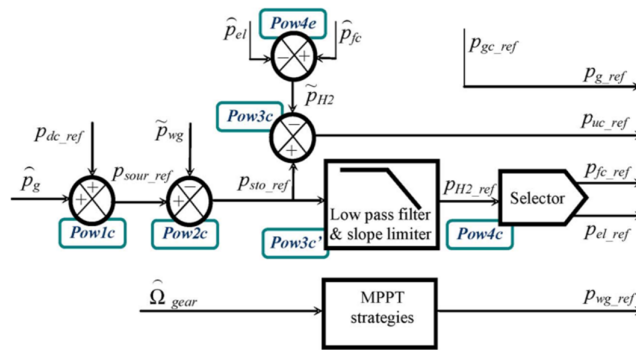 p̂el
Pow4e
p̂fc
pgc_ref
pg_ref
p̃H2
Pow3c
puc_ref
pdc_ref
p̃wg
p̂g
psour_ref
psto_ref
pH2_ref
pfc_ref
Selector
Low pass filter
& slope limiter
Pow1c
Pow2c
Pow3c'
Pow4c
pel_ref
Ω̂gear
MPPT
strategies
pwg_ref